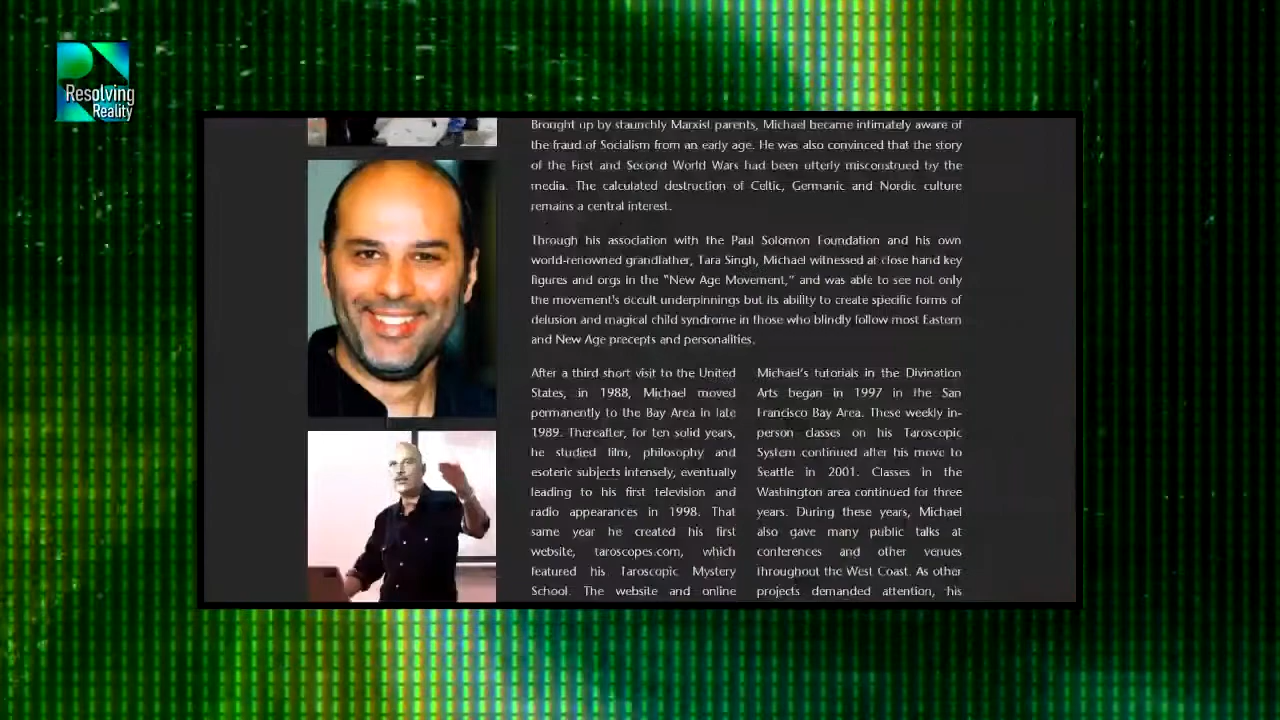 Resolving
Reality
Brought up by staunchly Marxist parents, Michael became intimately aware of
the fraud of Socialism from an early age. He was also convinced that the story
of the First and Second World Wars had been utterly misconstrued by the
media. The calculated destruction of Celtic, Germanic and Nordic culture
remains a central interest.
Through his association with the Paul Solomon Foundation and his own
world-renowned grandfather, Tara Singh, Michael witnessed at close hand key
figures and orgs in the "New Age Movement," and was able to see not only
the movement's occult underpinnings but its ability to create specific forms of
delusion and magical child syndrome in those who blindly follow most Eastern
and New Age precepts and personalities.
After a third short visit to the United
States, in 1988, Michael moved
permanently to the Bay Area in late
1989. Thereafter, for ten solid years,
he studied film, philosophy and
esoteric subjects intensely, eventually
leading to his first television and
radio appearances in 1998. That
same year he created his first
website, taroscopes.com, which
featured his Taroscopic Mystery
School. The website and online
Michael's tutorials in the Divination
Arts began in 1997 in the San
Francisco Bay Area. These weekly in-
person classes on his Taroscopic
System continued after his move to
Seattle in 2001. Classes in the
Washington area continued for three
years. During these years, Michael
also gave many public talks at
conferences and other venues
throughout the West Coast. As other
projects demanded attention, his